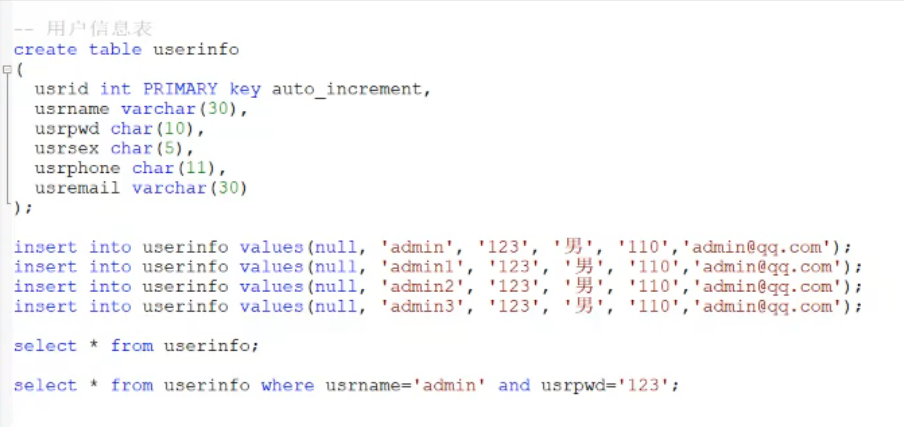 -- 用户信息表
create table userinfo
(
usrid int PRIMARY key auto_increment,
usrname varchar(30),
usrpwd char(10),
usrsex char(5),
usrphone char(11),
usremail varchar(30)
);
insert into userinfo values(null, 'admin', '123', '男', '110','admin@qq.com');
insert into userinfo values(null, 'admin1', '123', '男', '110','admin@qq.com');
insert into userinfo values(null, 'admin2', '123', '男', '110','admin@qq.com');
insert into userinfo values(null, 'admin3', '123', '男', '110','admin@qq.com');
select * from userinfo;
select * from userinfo where usrname='admin' and usrpwd='123';